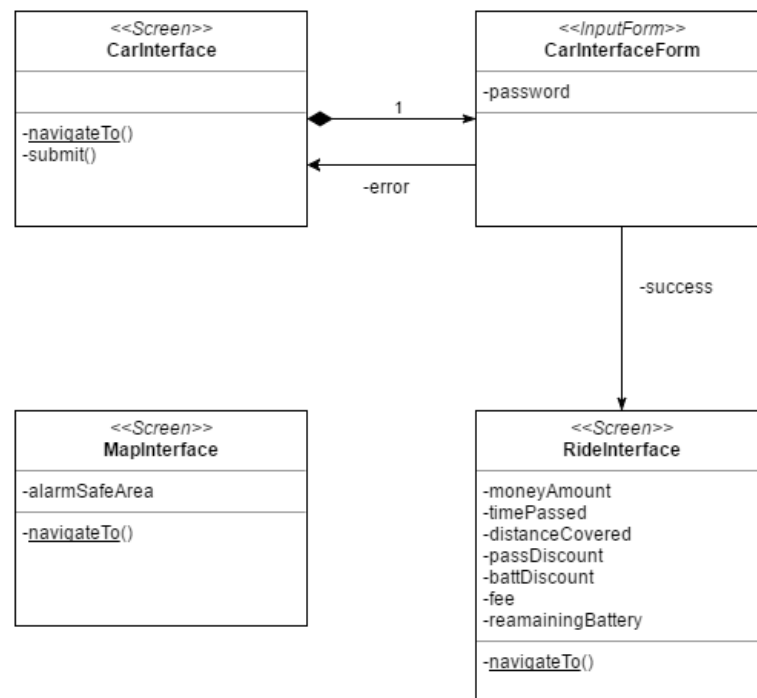 <<Screen>>
CarInterface
-navigateTo()
-submit()
1
-error
<<InputForm>>
CarInterfaceForm
-password
-success
<<Screen>>
MapInterface
-alarmSafeArea
-navigateTo()
<<Screen>>
RideInterface
-moneyAmount
-timePassed
-distanceCovered
-passDiscount
-battDiscount
-fee
-reamainingBattery
-navigateTo()